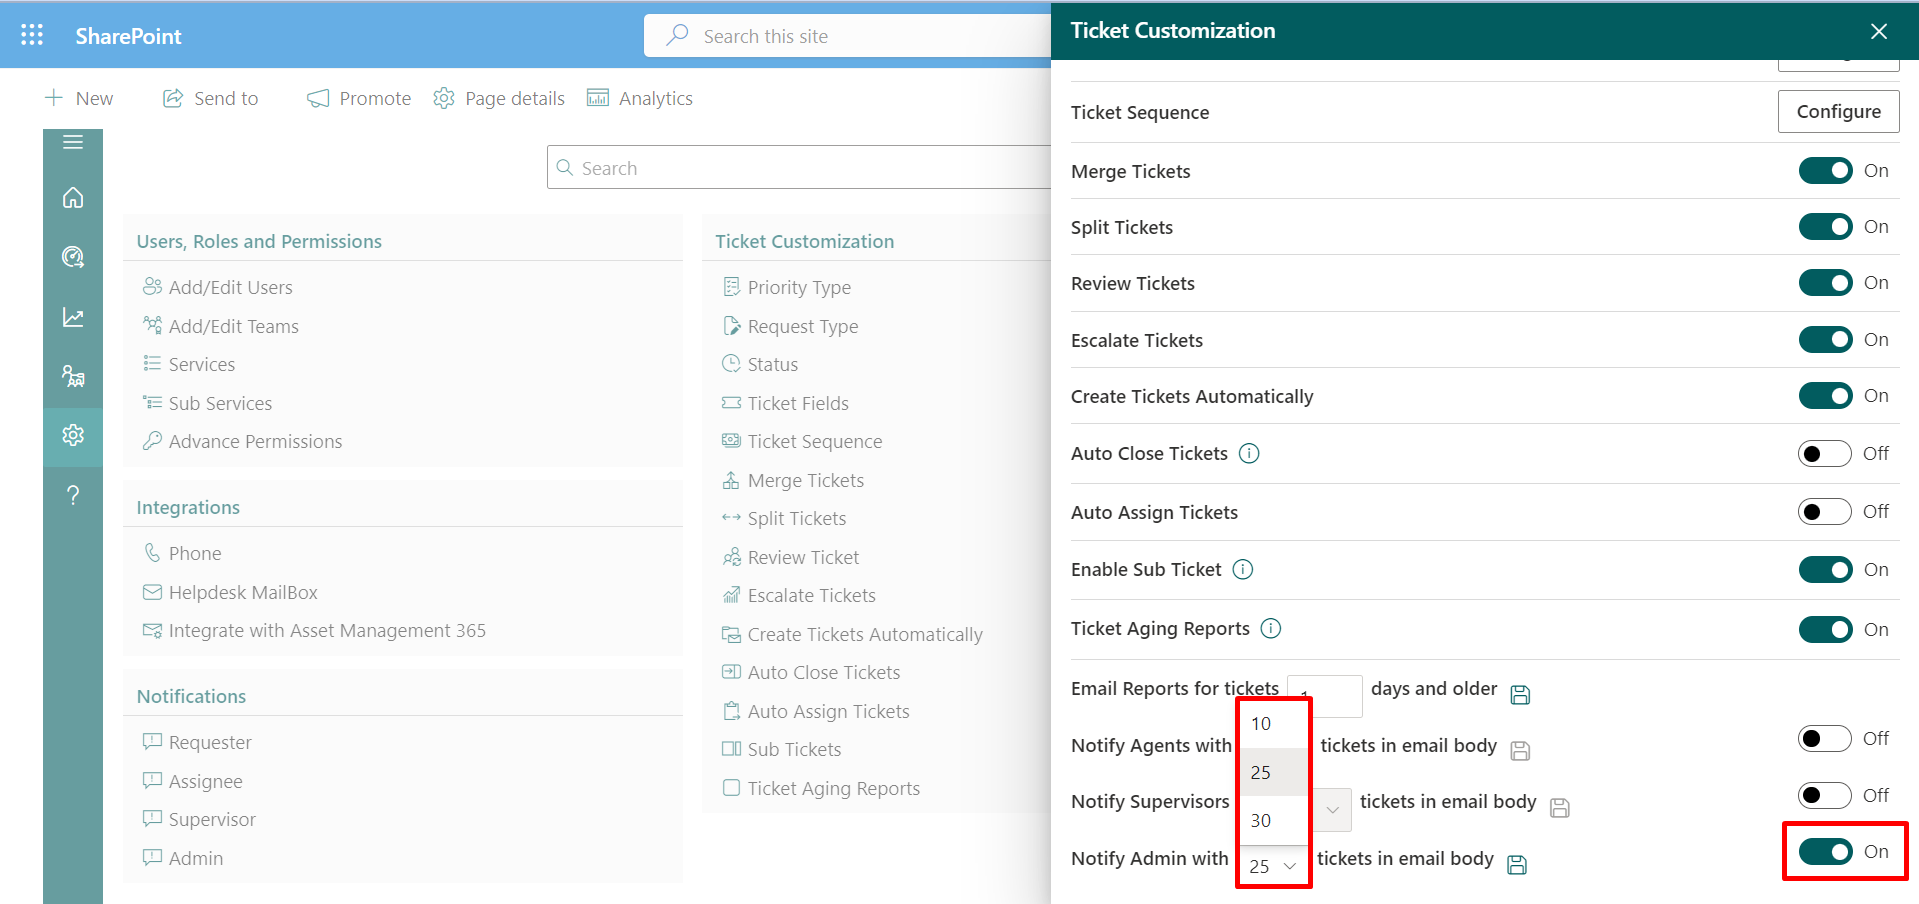 SharePoint
Search this site
New
Send to
Promote
Page details
Analytics
Search
Users, Roles and Permissions
Add/Edit Users
Add/Edit Teams
Services
Sub Services
Advance Permissions
Integrations
Phone
Helpdesk MailBox
Integrate with Asset Management 365
Notifications
Requester
Assignee
Supervisor
Admin
Ticket Customization
Priority Type
Request Type
Status
Ticket Fields
Ticket Sequence
Merge Tickets
Split Tickets
Review Ticket
Escalate Tickets
Create Tickets Automatically
Auto Close Tickets
Auto Assign Tickets
Sub Tickets
Ticket Aging Reports
Ticket Customization
Ticket Sequence Configure
Merge Tickets On
Split Tickets On
Review Tickets On
Escalate Tickets On
Create Tickets Automatically On
Auto Close Tickets Off
Auto Assign Tickets Off
Enable Sub Ticket On
Ticket Aging Reports On
Email Reports for tickets days and older
10
Notify Agents with tickets in email body Off
25
Notify Supervisors tickets in email body Off
30
Notify Admin with 25 tickets in email body On